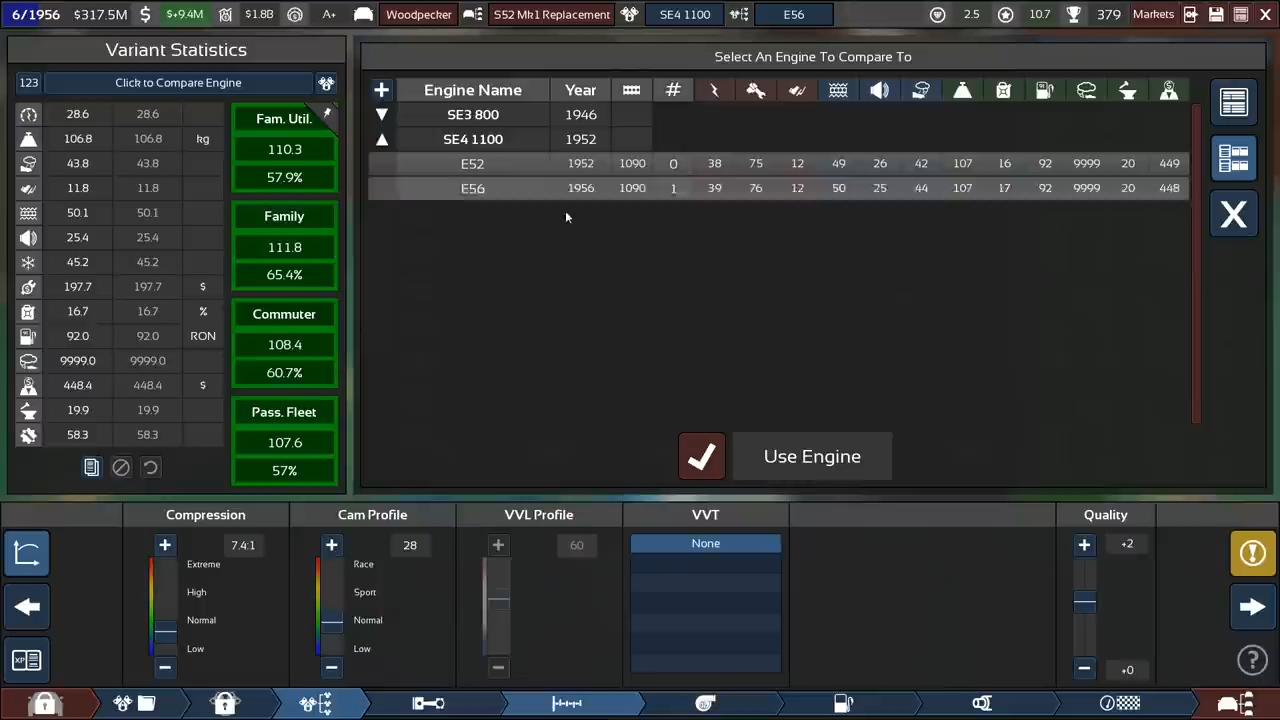 6/1956 $317.5M $ $+9.4M $1.8B A+ Woodpecker S52 Mk1 Replacement SE4 1100 E56 2.5 10.7 379 Markets X
Variant Statistics
123 Click to Compare Engine
28.6 28.6
106.8 106.8 kg
43.8 43.8
11.8 11.8
50.1 50.1
25.4 25.4
45.2 45.2
197.7 197.7 $
16.7 16.7 %
92.0 92.0 RON
9999.0 9999.0
448.4 448.4 $
19.9 19.9
58.3 58.3
Fam. Util.
110.3
57.9%
Family
111.8
65.4%
Commuter
108.4
60.7%
Pass. Fleet
107.6
57%
Select An Engine To Compare To
Engine Name Year #
SE3 800 1946
SE4 1100 1952
E52 1952 1090 0 38 75 12 49 26 42 107 16 92 9999 20 449
E56 1956 1090 1 39 76 12 50 25 44 107 17 92 9999 20 448
Use Engine
X
Compression
+ 7.4:1
Extreme
High
Normal
Low
Cam Profile
+ 28
Race
Sport
Normal
Low
VVL Profile
+ 60
VVT
None
Quality
+ +2
+0
XP
?